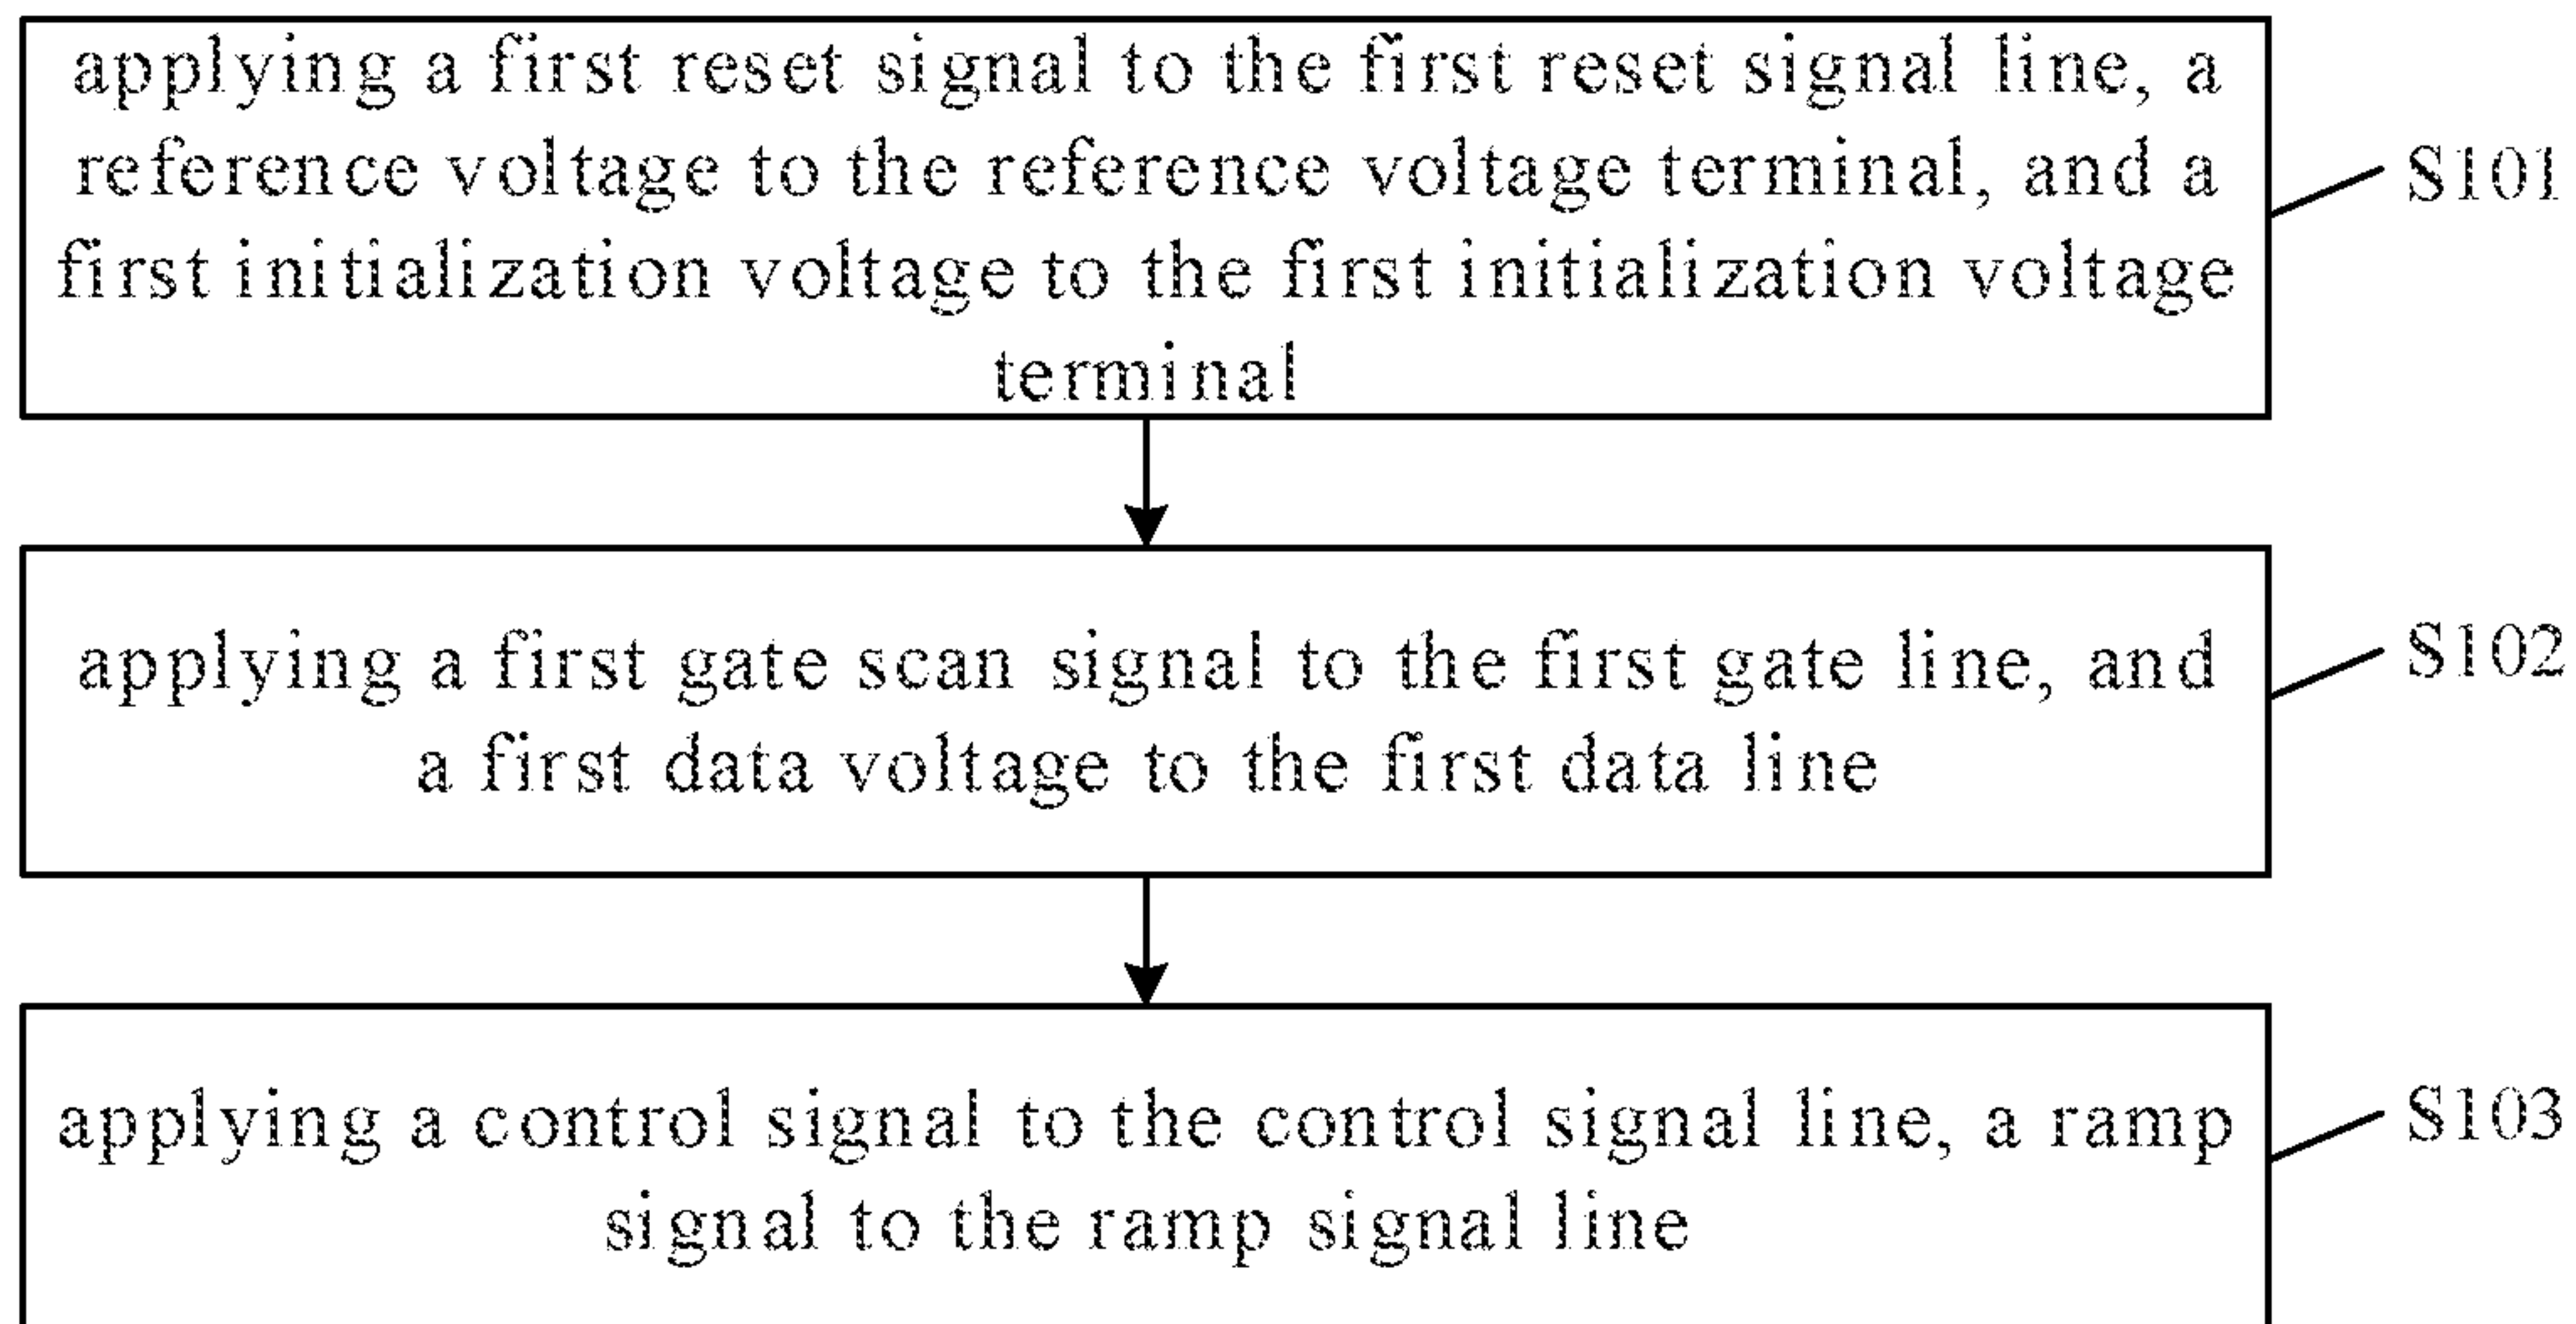 applying a first reset signal to the first reset signal line, a
reference voltage to the reference voltage terminal, and a
first initialization voltage to the first initialization voltage
terminal
S101
applying a first gate scan signal to the first gate line, and
a first data voltage to the first data line
S102
applying a control signal to the control signal line, a ramp
signal to the ramp signal line
S103